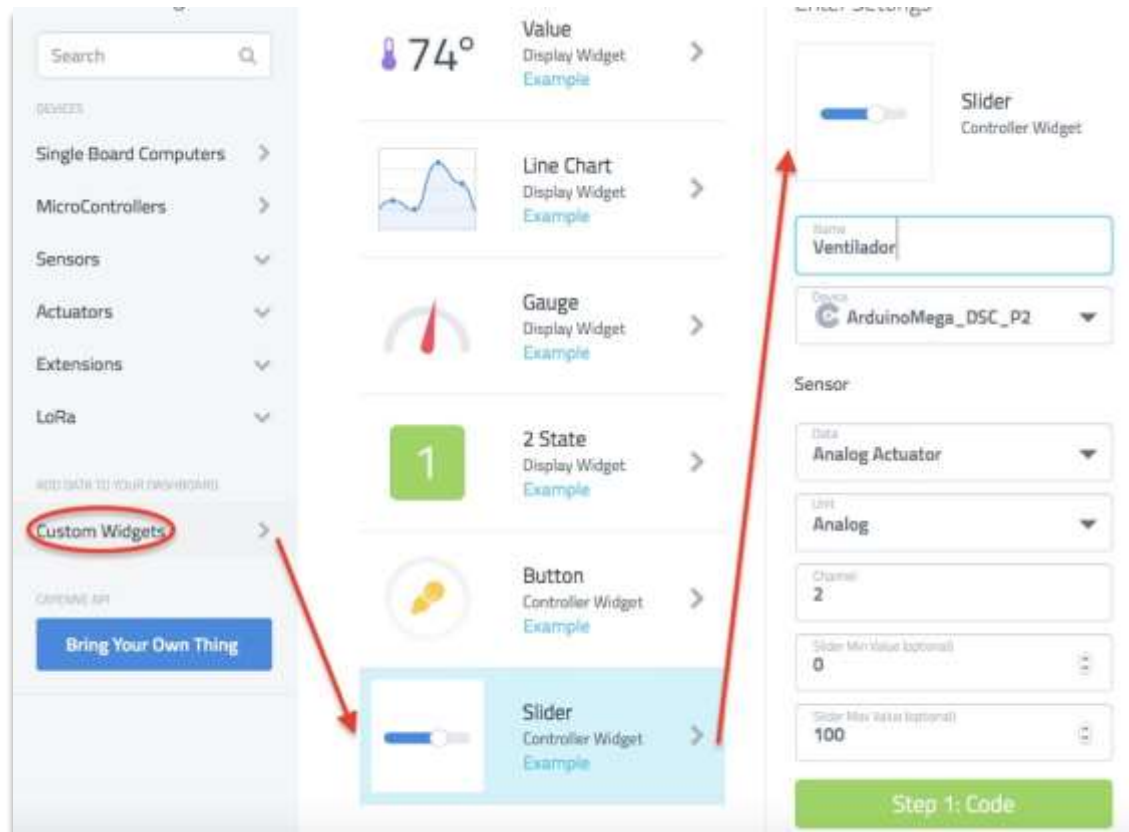 Enter Settings
Search
DEVICES
Single Board Computers
MicroControllers
Sensors
Actuators
Extensions
LoRa
ADD DATA TO YOUR DASHBOARD
Custom Widgets
CAYENNE API
Bring Your Own Thing
74°
Value
Display Widget
Example
Line Chart
Display Widget
Example
Gauge
Display Widget
Example
1
2 State
Display Widget
Example
Button
Controller Widget
Example
Slider
Controller Widget
Example
Slider
Controller Widget
Name
Ventilador
Device
ArduinoMega_DSC_P2
Sensor
Data
Analog Actuator
Unit
Analog
Channel
2
Slider Min Value (optional)
0
Slider Max Value (optional)
100
Step 1: Code